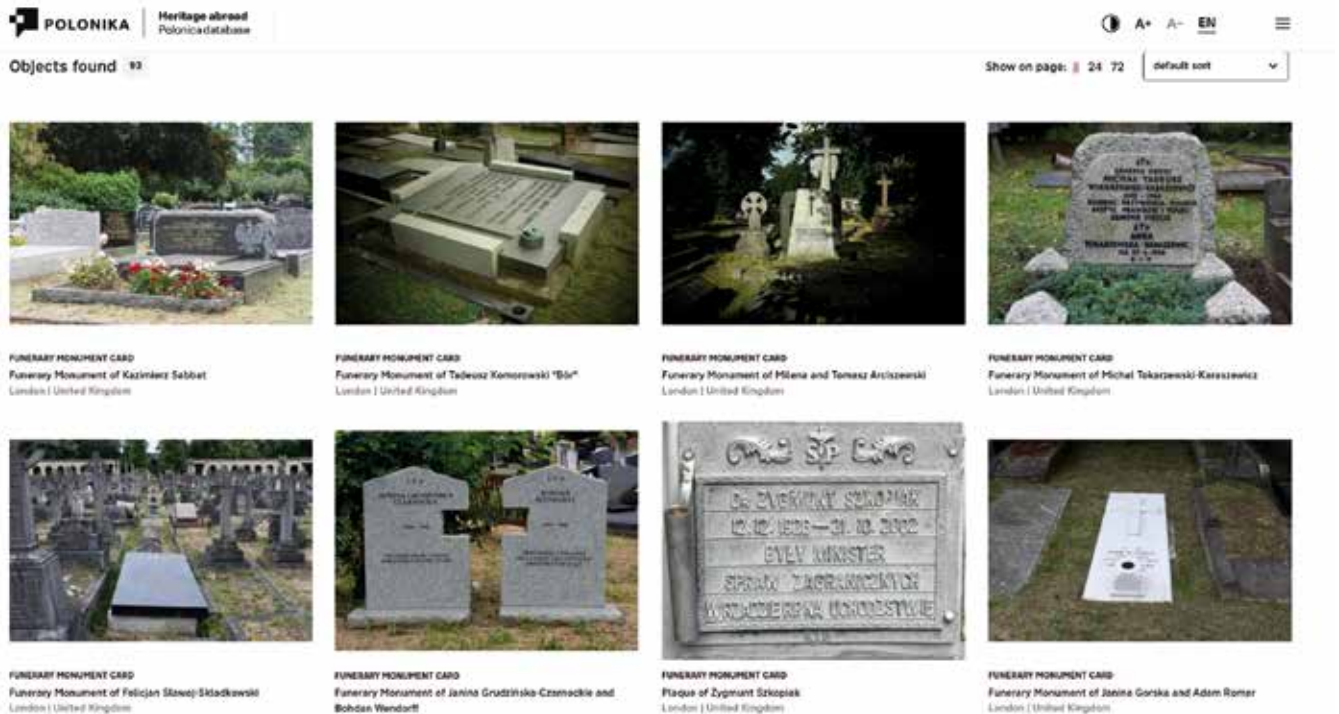 POLONIKA
Heritage abroad
Polonica database
A+ A- EN
Objects found 93
Show on page: 24 72
default sort
FUNERARY MONUMENT CARD
Funerary Monument of Kazimierz Sabbat
London | United Kingdom
FUNERARY MONUMENT CARD
Funerary Monument of Tadeusz Komorowski "Bór"
London | United Kingdom
FUNERARY MONUMENT CARD
Funerary Monument of Milena and Tomasz Arciszewski
London | United Kingdom
FUNERARY MONUMENT CARD
Funerary Monument of Michał Tokarzewski-Karaszewicz
London | United Kingdom
ŚP
DR ZYGMUNT SZKOPIAK
31. 10. 2002
BYŁY MINISTER
SPRAW ZAGRANICZNYCH
W RZĄDZIE RP NA UCHODŹSTWIE
FUNERARY MONUMENT CARD
Funerary Monument of Felicjan Sławoj-Składkowski
London | United Kingdom
FUNERARY MONUMENT CARD
Funerary Monument of Janina Grudzińska-Czarnockie and
Bohdan Wendorff
FUNERARY MONUMENT CARD
Plaque of Zygmunt Szkopiak
London | United Kingdom
FUNERARY MONUMENT CARD
Funerary Monument of Janina Gorska and Adam Romer
London | United Kingdom